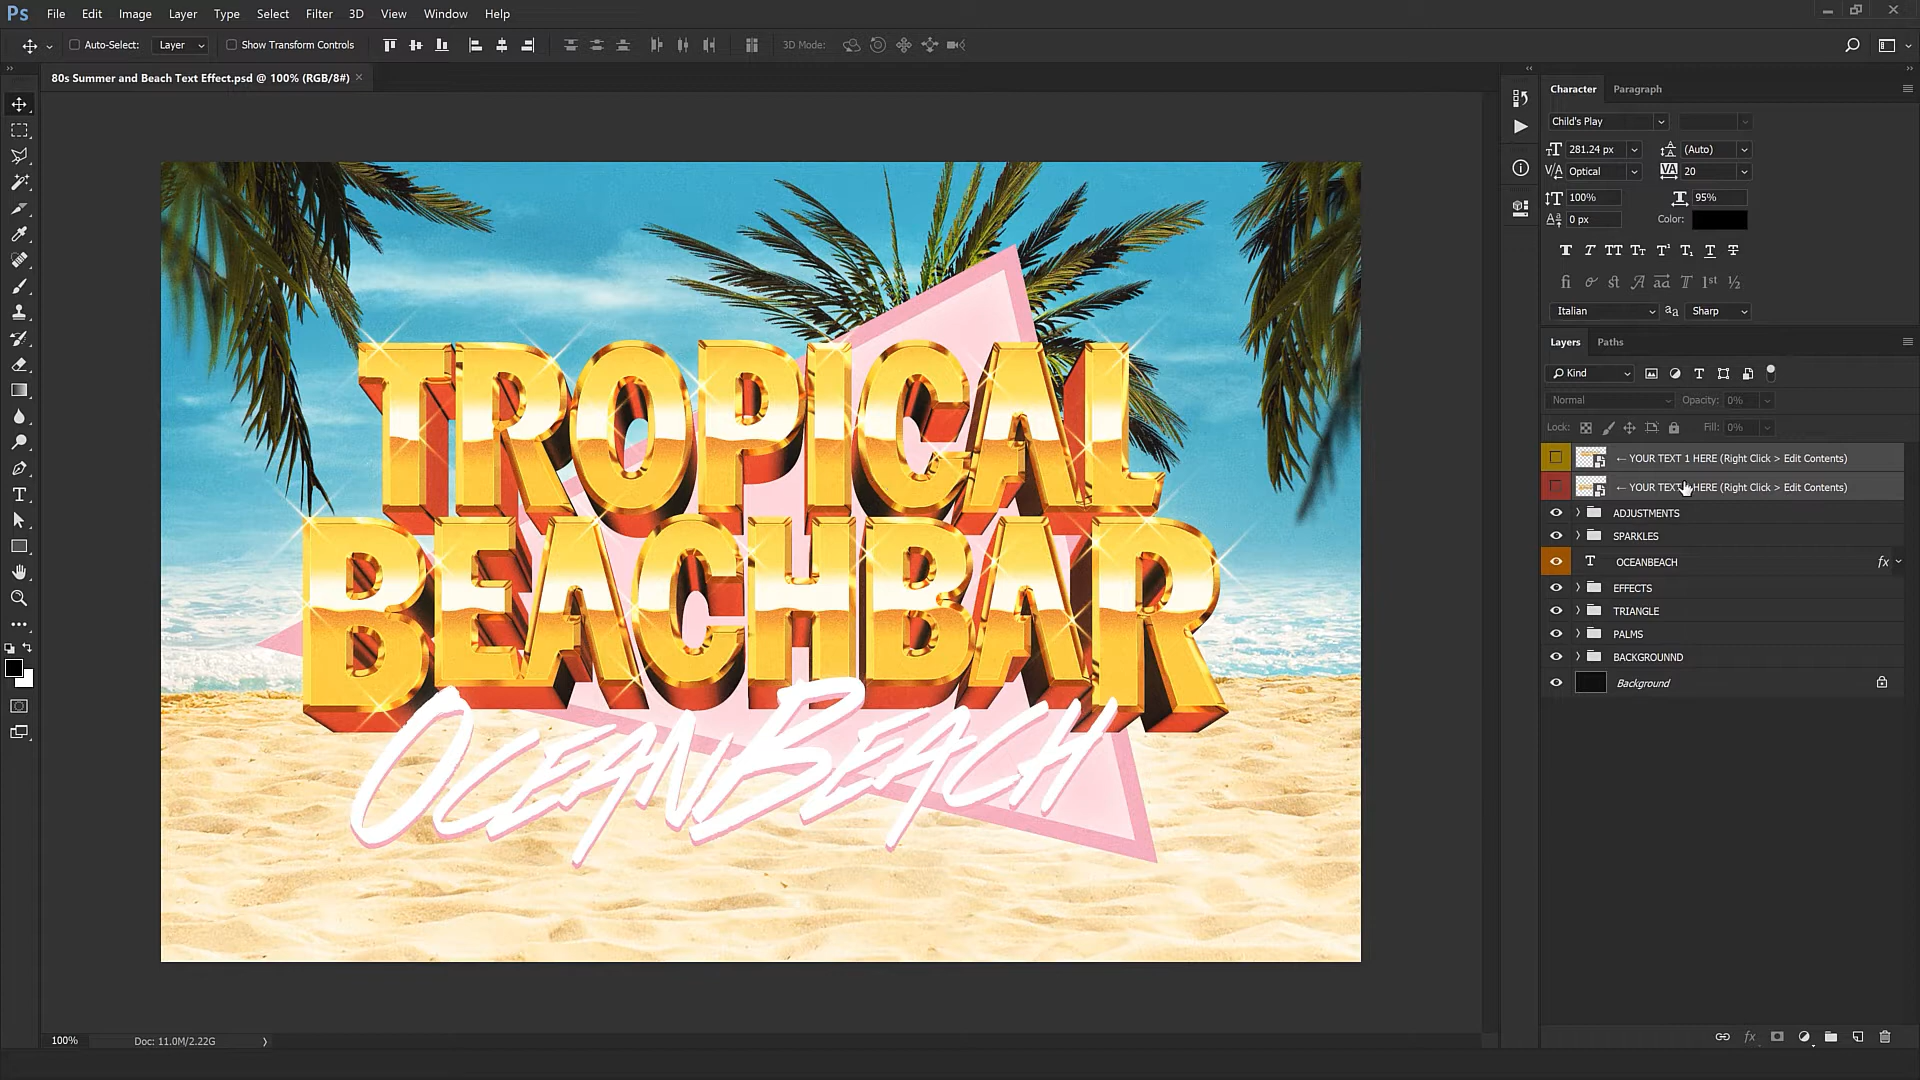 Ps File Edit Image Layer Type Select Filter 3D View Window Help
Auto-Select: Layer Show Transform Controls 3D Mode:
80s Summer and Beach Text Effect.psd @ 100% (RGB/8#) ×
TROPICAL
BEACHBAR
OCEANBEACH
100% Doc: 11.0M/2.22G
Character Paragraph
Child's Play
281.24 px (Auto)
Optical 20
100% 95%
0 px Color:
Italian Sharp
Layers Paths
Kind
Normal Opacity: 0%
Lock: Fill: 0%
← YOUR TEXT 1 HERE (Right Click > Edit Contents)
← YOUR TEXT HERE (Right Click > Edit Contents)
ADJUSTMENTS
SPARKLES
OCEANBEACH fx
EFFECTS
TRIANGLE
PALMS
BACKGROUNND
Background
fx